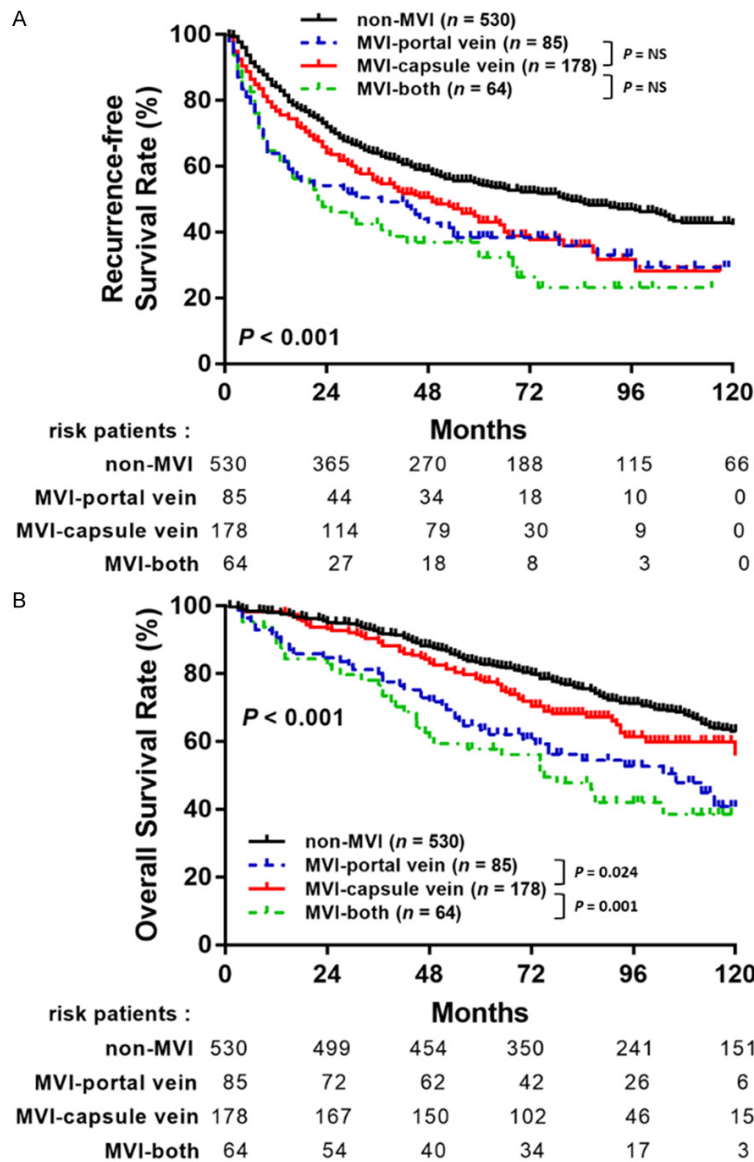 A
non-MVI (n = 530)
MVI-portal vein (n = 85)
MVI-capsule vein (n = 178)
MVI-both (n = 64)
P = NS
P = NS
Recurrence-free
Survival Rate (%)
100
80
60
40
20
0
P < 0.001
0 24 48 72 96 120
risk patients : Months
non-MVI 530 365 270 188 115 66
MVI-portal vein 85 44 34 18 10 0
MVI-capsule vein 178 114 79 30 9 0
MVI-both 64 27 18 8 3 0
B
Overall Survival Rate (%)
100
80
60
40
20
0
P < 0.001
non-MVI (n = 530)
MVI-portal vein (n = 85)
MVI-capsule vein (n = 178)
MVI-both (n = 64)
P = 0.024
P = 0.001
0 24 48 72 96 120
risk patients : Months
non-MVI 530 499 454 350 241 151
MVI-portal vein 85 72 62 42 26 6
MVI-capsule vein 178 167 150 102 46 15
MVI-both 64 54 40 34 17 3